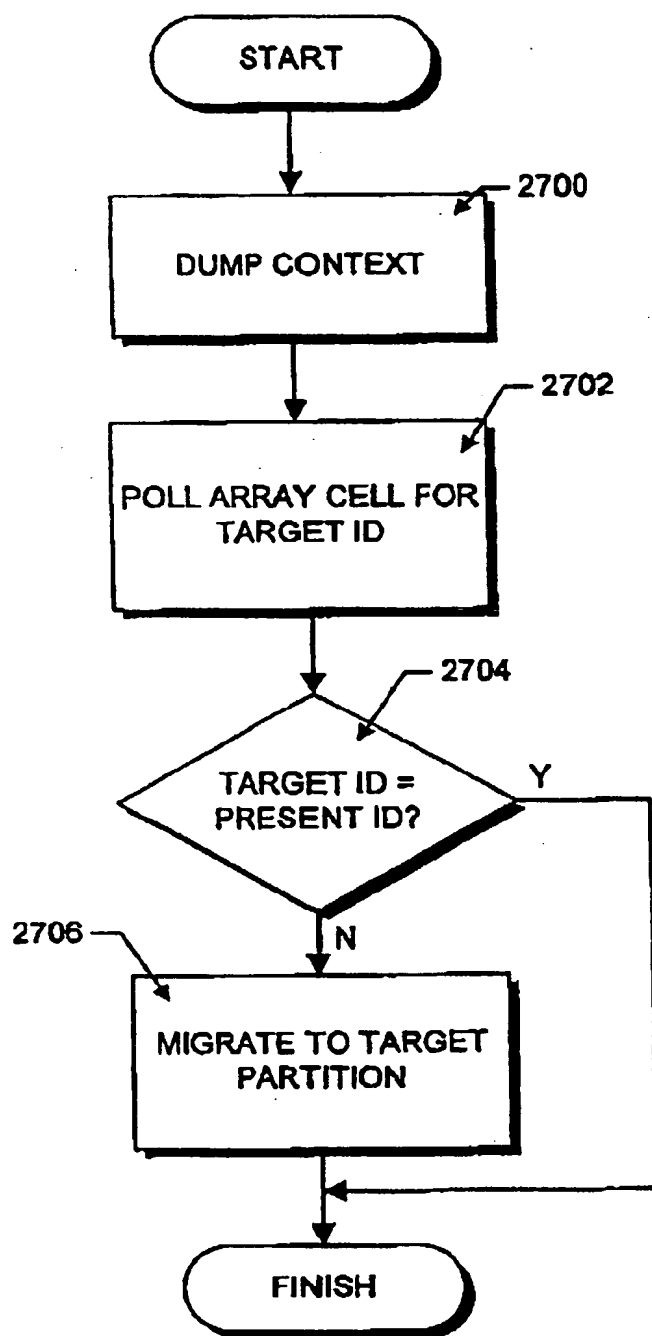 START
2700
DUMP CONTEXT
2702
POLL ARRAY CELL FOR
TARGET ID
2704
TARGET ID =
PRESENT ID?
Y
N
2706
MIGRATE TO TARGET
PARTITION
FINISH